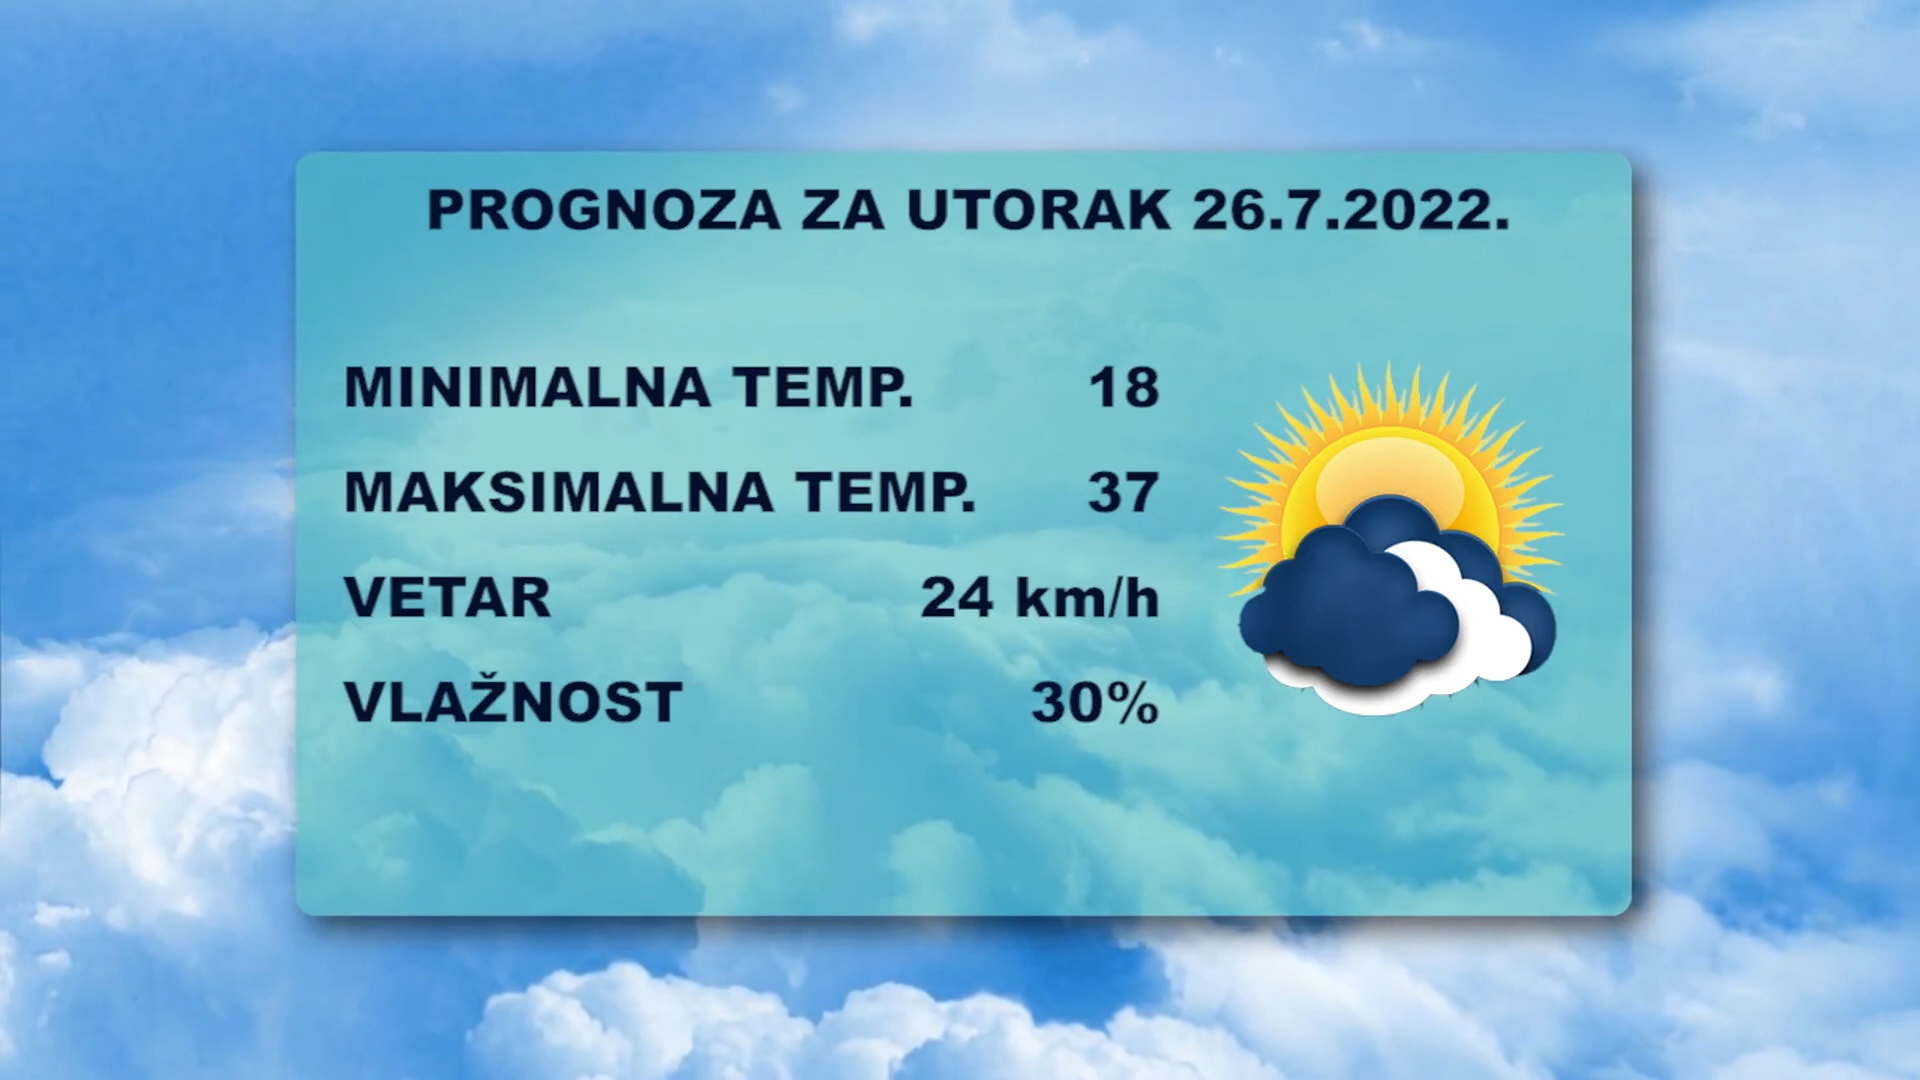 PROGNOZA ZA UTORAK 26.7.2022.
MINIMALNA TEMP. 18
MAKSIMALNA TEMP. 37
VETAR 24 km/h
VLAŽNOST 30%